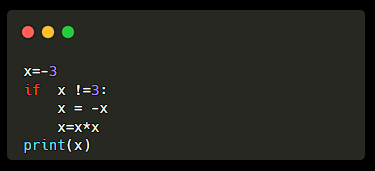 x=-3
if  x !=3:
    x = -x
    x=x*x
print(x)